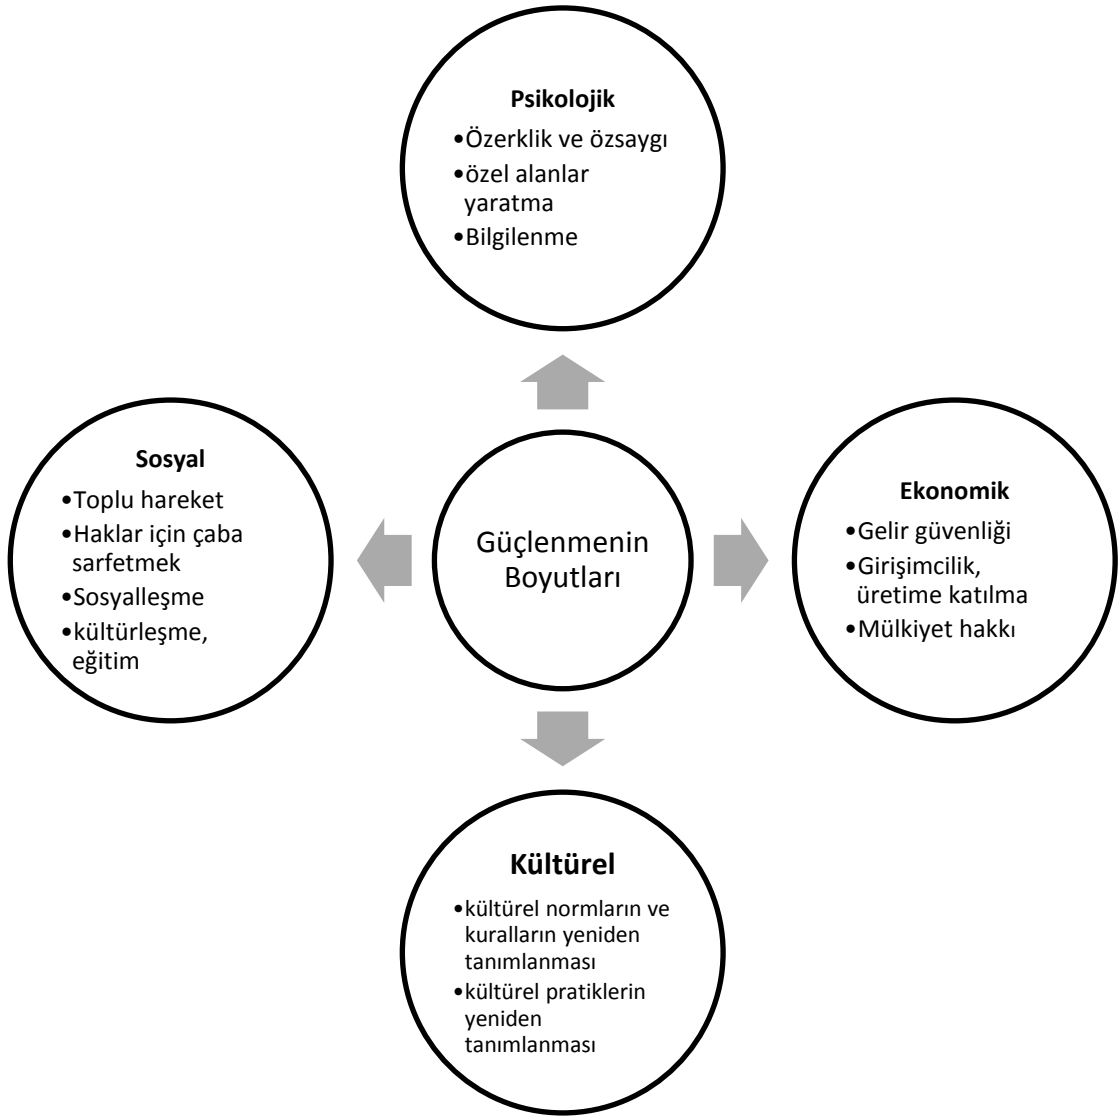 Psikolojik
•Özerklik ve özsaygı
•özel alanlar
yaratma
•Bilgilenme
Sosyal
•Toplu hareket
•Haklar için çaba
sarfetmek
•Sosyalleşme
•kültürleşme,
eğitim
Güçlenmenin
Boyutları
Ekonomik
•Gelir güvenliği
•Girişimcilik,
üretime katılma
•Mülkiyet hakkı
Kültürel
•kültürel normların ve
kuralların yeniden
tanımlanması
•kültürel pratiklerin
yeniden
tanımlanması